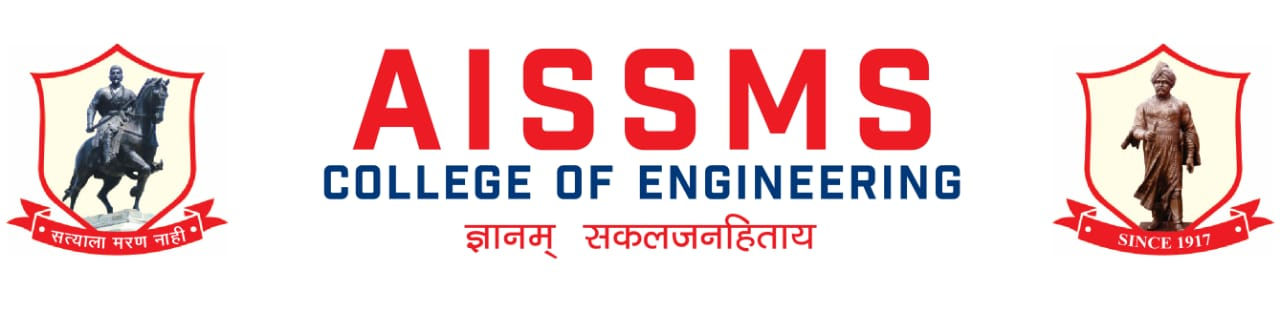 AISSMS
COLLEGE OF ENGINEERING
ज्ञानम् सकलजनहिताय
सत्याला मरण नाही
SINCE 1917